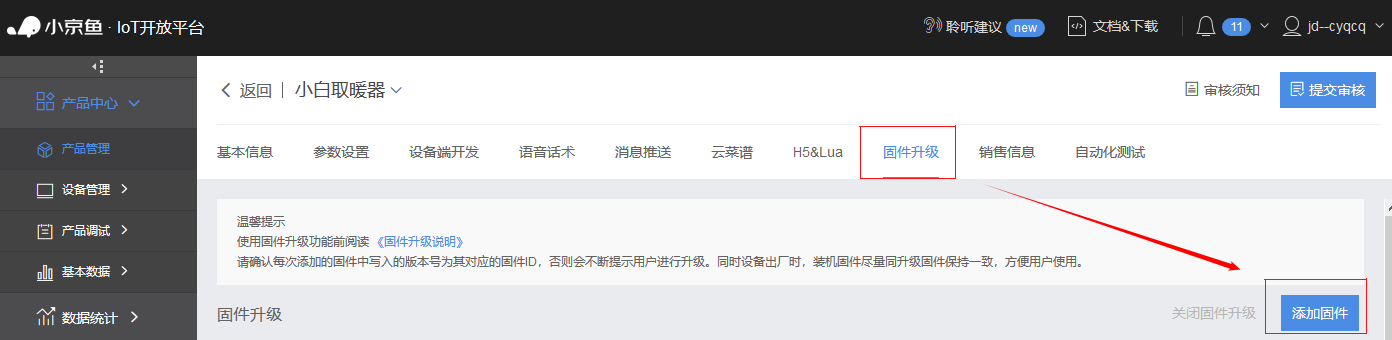 小京鱼 · IoT开放平台
聆听建议 new 文档&下载 11 jd--cyqcq
产品中心
产品管理
设备管理
产品调试
基本数据
数据统计
返回 | 小白取暖器
审核须知 提交审核
基本信息 参数设置 设备端开发 语音话术 消息推送 云菜谱 H5&Lua 固件升级 销售信息 自动化测试
温馨提示
使用固件升级功能前阅读《固件升级说明》
请确认每次添加的固件中写入的版本号为其对应的固件ID，否则会不断提示用户进行升级。同时设备出厂时，装机固件尽量同升级固件保持一致，方便用户使用。
固件升级 关闭固件升级 添加固件